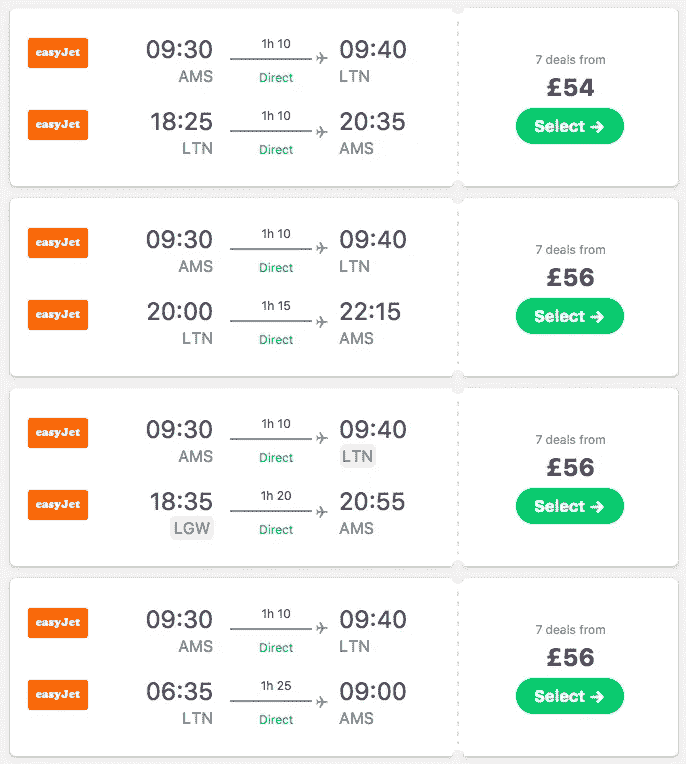 easyJet 09:30 1h 10 09:40
AMS Direct LTN
easyJet 18:25 1h 10 20:35
LTN Direct AMS
7 deals from
£54
Select →
easyJet 09:30 1h 10 09:40
AMS Direct LTN
easyJet 20:00 1h 15 22:15
LTN Direct AMS
7 deals from
£56
Select →
easyJet 09:30 1h 10 09:40
AMS Direct LTN
easyJet 18:35 1h 20 20:55
LGW Direct AMS
7 deals from
£56
Select →
easyJet 09:30 1h 10 09:40
AMS Direct LTN
easyJet 06:35 1h 25 09:00
LTN Direct AMS
7 deals from
£56
Select →